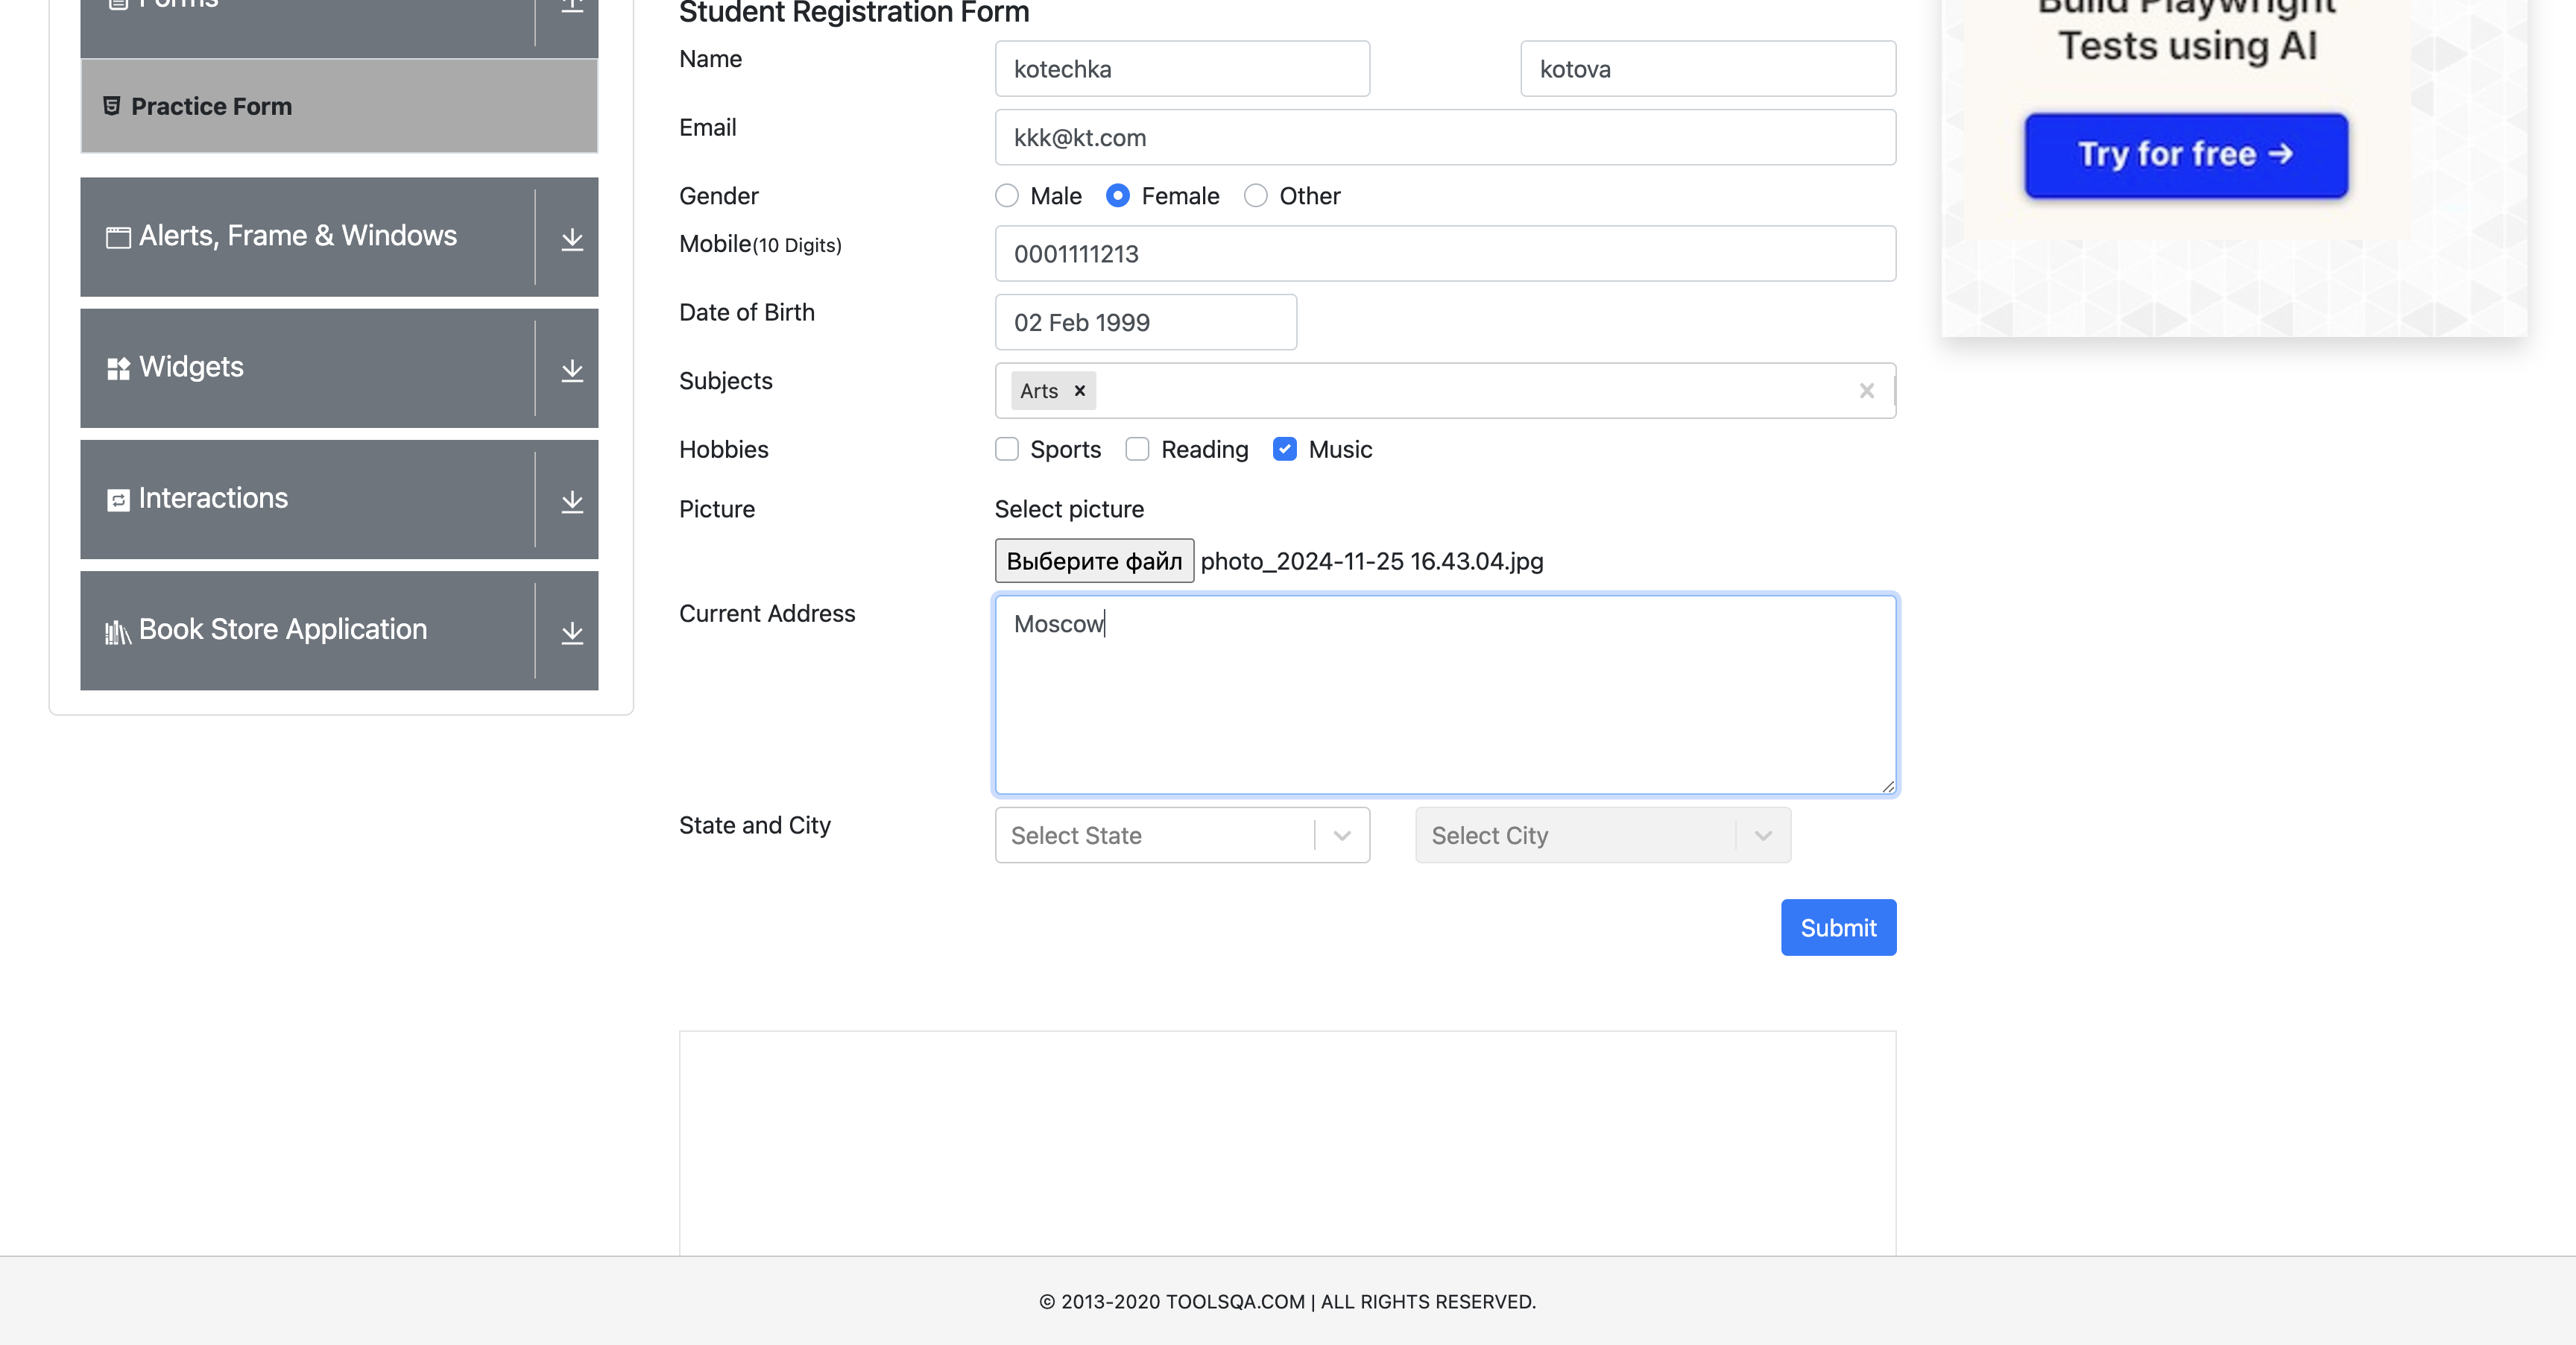 Forms
Practice Form
Alerts, Frame & Windows
Widgets
Interactions
Book Store Application
Student Registration Form
Name
kotechka
kotova
Email
kkk@kt.com
Gender
Male
Female
Other
Mobile(10 Digits)
0001111213
Date of Birth
02 Feb 1999
Subjects
Arts
Hobbies
Sports
Reading
Music
Picture
Select picture
Выберите файл photo_2024-11-25 16.43.04.jpg
Current Address
Moscow
State and City
Select State
Select City
Submit
Build Playwright
Tests using AI
Try for free →
© 2013-2020 TOOLSQA.COM | ALL RIGHTS RESERVED.